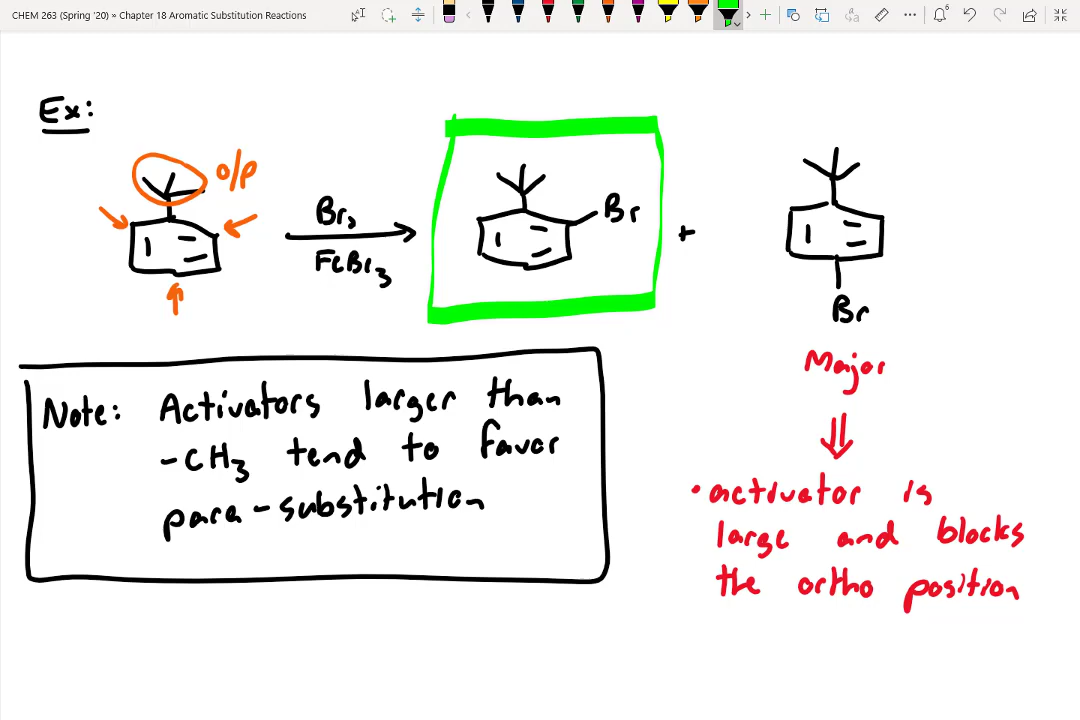 CHEM 263 (Spring '20) » Chapter 18 Aromatic Substitution Reactions
6
Ex:
o/p
Br₂
FeBr₃
Br
+
Br
Major
⇓
Note: Activators larger than
-CH₃ tend to favor
para-substitution
• activator is
large and blocks
the ortho position